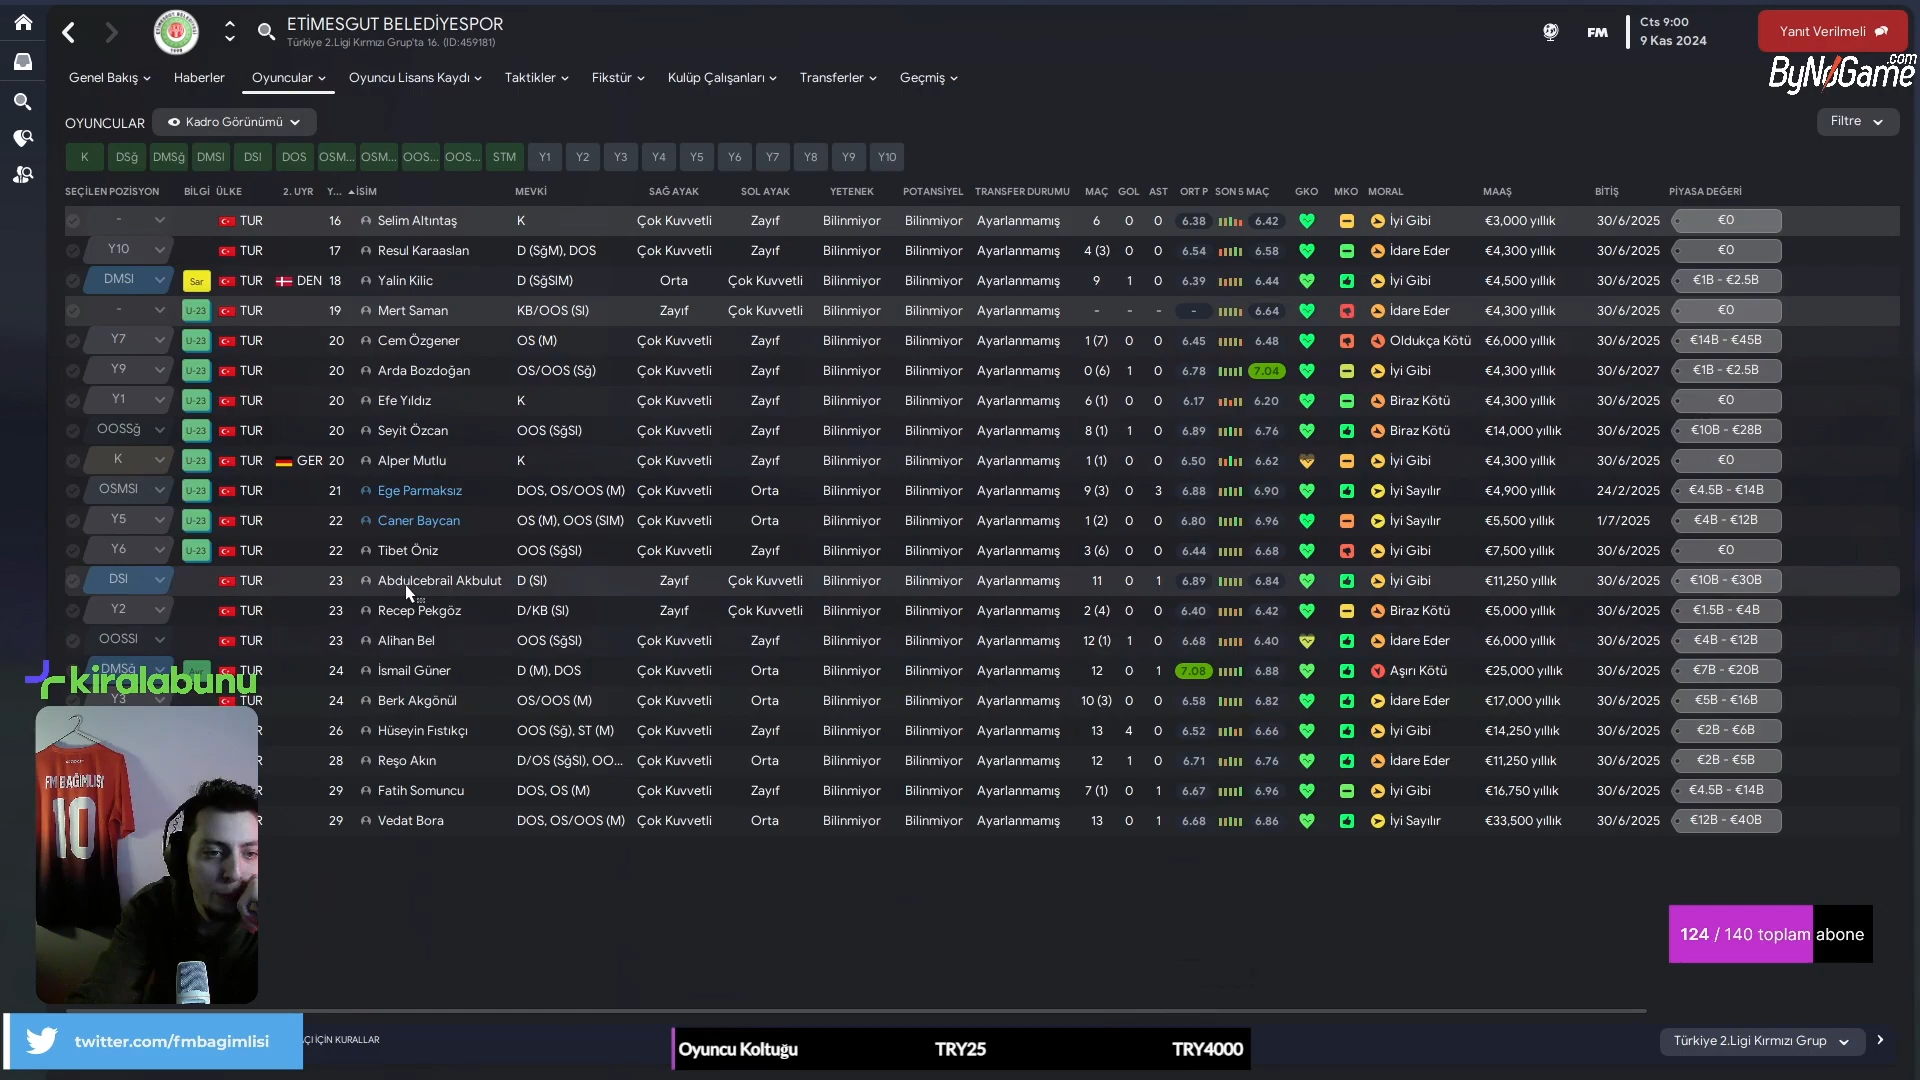 ETİMESGUT BELEDİYESPOR
Türkiye 2.Ligi Kırmızı Grup'ta 16. (ID:459181)
FM
Cts 9:00
9 Kas 2024
Yanıt Verilmeli
ByNoGame.com
Genel Bakış Haberler Oyuncular Oyuncu Lisans Kaydı Taktikler Fikstür Kulüp Çalışanları Transferler Geçmiş
OYUNCULAR Kadro Görünümü Filtre
K DSğ DMSğ DMSI DSI DOS OSM... OSM... OOS... OOS... STM Y1 Y2 Y3 Y4 Y5 Y6 Y7 Y8 Y9 Y10
SEÇİLEN POZİSYON BİLGİ ÜLKE 2. UYR Y... İSİM MEVKİ SAĞ AYAK SOL AYAK YETENEK POTANSİYEL TRANSFER DURUMU MAÇ GOL AST ORT P SON 5 MAÇ GKO MKO MORAL MAAŞ BİTİŞ PİYASA DEĞERİ
- TUR 16 Selim Altıntaş K Çok Kuvvetli Zayıf Bilinmiyor Bilinmiyor Ayarlanmamış 6 0 0 6.38 6.42 İyi Gibi €3,000 yıllık 30/6/2025 €0
Y10 TUR 17 Resul Karaaslan D (SğM), DOS Çok Kuvvetli Zayıf Bilinmiyor Bilinmiyor Ayarlanmamış 4 (3) 0 0 6.54 6.58 İdare Eder €4,300 yıllık 30/6/2025 €0
DMSI Sar TUR DEN 18 Yalin Kilic D (SğSIM) Orta Çok Kuvvetli Bilinmiyor Bilinmiyor Ayarlanmamış 9 1 0 6.39 6.44 İyi Gibi €4,500 yıllık 30/6/2025 €1B - €2.5B
- U-23 TUR 19 Mert Saman KB/OOS (SI) Zayıf Çok Kuvvetli Bilinmiyor Bilinmiyor Ayarlanmamış - - - - 6.64 İdare Eder €4,300 yıllık 30/6/2025 €0
Y7 U-23 TUR 20 Cem Özgener OS (M) Çok Kuvvetli Zayıf Bilinmiyor Bilinmiyor Ayarlanmamış 1 (7) 0 0 6.45 6.48 Oldukça Kötü €6,000 yıllık 30/6/2025 €14B - €45B
Y9 U-23 TUR 20 Arda Bozdoğan OS/OOS (Sğ) Çok Kuvvetli Zayıf Bilinmiyor Bilinmiyor Ayarlanmamış 0 (6) 1 0 6.78 7.04 İyi Gibi €4,300 yıllık 30/6/2027 €1B - €2.5B
Y1 U-23 TUR 20 Efe Yıldız K Çok Kuvvetli Zayıf Bilinmiyor Bilinmiyor Ayarlanmamış 6 (1) 0 0 6.17 6.20 Biraz Kötü €4,300 yıllık 30/6/2025 €0
OOSSğ U-23 TUR 20 Seyit Özcan OOS (SğSI) Çok Kuvvetli Zayıf Bilinmiyor Bilinmiyor Ayarlanmamış 8 (1) 1 0 6.89 6.76 Biraz Kötü €14,000 yıllık 30/6/2025 €10B - €28B
K U-23 TUR GER 20 Alper Mutlu K Çok Kuvvetli Zayıf Bilinmiyor Bilinmiyor Ayarlanmamış 1 (1) 0 0 6.50 6.62 İyi Gibi €4,300 yıllık 30/6/2025 €0
OSMSI U-23 TUR 21 Ege Parmaksız DOS, OS/OOS (M) Çok Kuvvetli Orta Bilinmiyor Bilinmiyor Ayarlanmamış 9 (3) 0 3 6.88 6.90 İyi Sayılır €4,900 yıllık 24/2/2025 €4.5B - €14B
Y5 U-23 TUR 22 Caner Baycan OS (M), OOS (SIM) Çok Kuvvetli Orta Bilinmiyor Bilinmiyor Ayarlanmamış 1 (2) 0 0 6.80 6.96 İyi Sayılır €5,500 yıllık 1/7/2025 €4B - €12B
Y6 U-23 TUR 22 Tibet Öniz OOS (SğSI) Çok Kuvvetli Zayıf Bilinmiyor Bilinmiyor Ayarlanmamış 3 (6) 0 0 6.44 6.68 İyi Gibi €7,500 yıllık 30/6/2025 €0
DSI TUR 23 Abdulcebrail Akbulut D (SI) Zayıf Çok Kuvvetli Bilinmiyor Bilinmiyor Ayarlanmamış 11 0 1 6.89 6.84 İyi Gibi €11,250 yıllık 30/6/2025 €10B - €30B
Y2 TUR 23 Recep Pekgöz D/KB (SI) Zayıf Çok Kuvvetli Bilinmiyor Bilinmiyor Ayarlanmamış 2 (4) 0 0 6.40 6.42 Biraz Kötü €5,000 yıllık 30/6/2025 €1.5B - €4B
OOSSI TUR 23 Alihan Bel OOS (SğSI) Çok Kuvvetli Zayıf Bilinmiyor Bilinmiyor Ayarlanmamış 12 (1) 1 0 6.68 6.40 İdare Eder €6,000 yıllık 30/6/2025 €4B - €12B
DMSğ TUR 24 İsmail Güner D (M), DOS Çok Kuvvetli Orta Bilinmiyor Bilinmiyor Ayarlanmamış 12 0 1 7.08 6.88 Aşırı Kötü €25,000 yıllık 30/6/2025 €7B - €20B
kiralabunu
Y3 TUR 24 Berk Akgönül OS/OOS (M) Çok Kuvvetli Orta Bilinmiyor Bilinmiyor Ayarlanmamış 10 (3) 0 0 6.58 6.82 İdare Eder €17,000 yıllık 30/6/2025 €5B - €16B
26 Hüseyin Fıstıkçı OOS (Sğ), ST (M) Çok Kuvvetli Zayıf Bilinmiyor Bilinmiyor Ayarlanmamış 13 4 0 6.52 6.66 İyi Gibi €14,250 yıllık 30/6/2025 €2B - €6B
28 Reşo Akın D/OS (SğSI), OO... Çok Kuvvetli Orta Bilinmiyor Bilinmiyor Ayarlanmamış 12 1 0 6.71 6.76 İdare Eder €11,250 yıllık 30/6/2025 €2B - €5B
29 Fatih Somuncu DOS, OS (M) Çok Kuvvetli Zayıf Bilinmiyor Bilinmiyor Ayarlanmamış 7 (1) 0 1 6.67 6.96 İyi Gibi €16,750 yıllık 30/6/2025 €4.5B - €14B
29 Vedat Bora DOS, OS/OOS (M) Çok Kuvvetli Orta Bilinmiyor Bilinmiyor Ayarlanmamış 13 0 1 6.68 6.86 İyi Sayılır €33,500 yıllık 30/6/2025 €12B - €40B
FM BAĞIMLISI
10
124 / 140 toplam abone
twitter.com/fmbagimlisi
İÇİN KURALLAR
Oyuncu Koltuğu TRY25 TRY4000
Türkiye 2.Ligi Kırmızı Grup